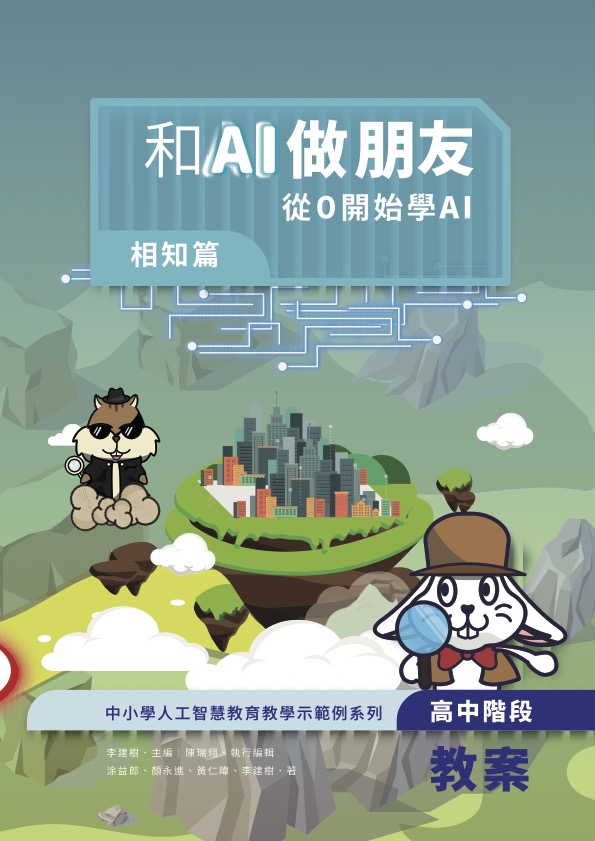 和AI做朋友
從0開始學AI
相知篇
中小學人工智慧教育教學示範例系列
高中階段
教案
李建樹・主編｜陳瑞翎・執行編輯
涂益郎、顏永進、黃仁暐、李建樹・著